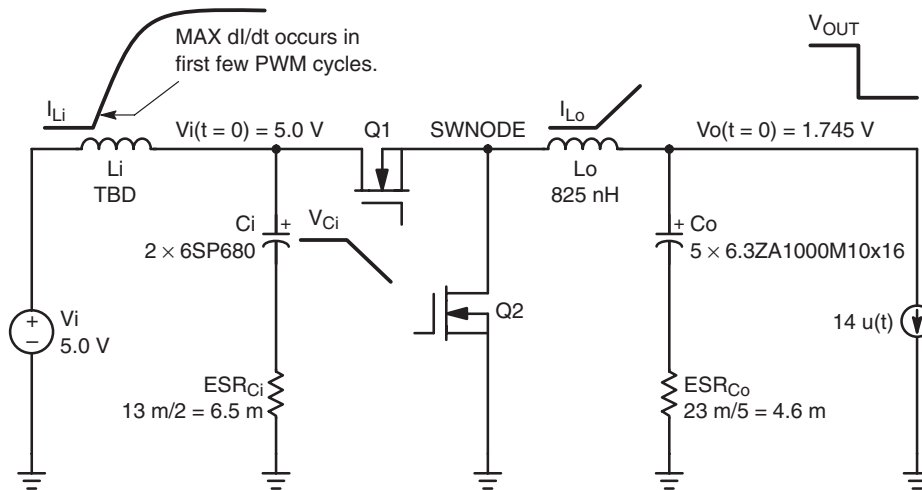 V_OUT
MAX dI/dt occurs in
first few PWM cycles.
I_Li
I_Lo
Vi(t = 0) = 5.0 V
Q1
SWNODE
Vo(t = 0) = 1.745 V
Li
TBD
Lo
825 nH
Ci
+
V_Ci
2 × 6SP680
+
Co
5 × 6.3ZA1000M10x16
Q2
+
−
Vi
5.0 V
14 u(t)
ESR_Ci
13 m/2 = 6.5 m
ESR_Co
23 m/5 = 4.6 m